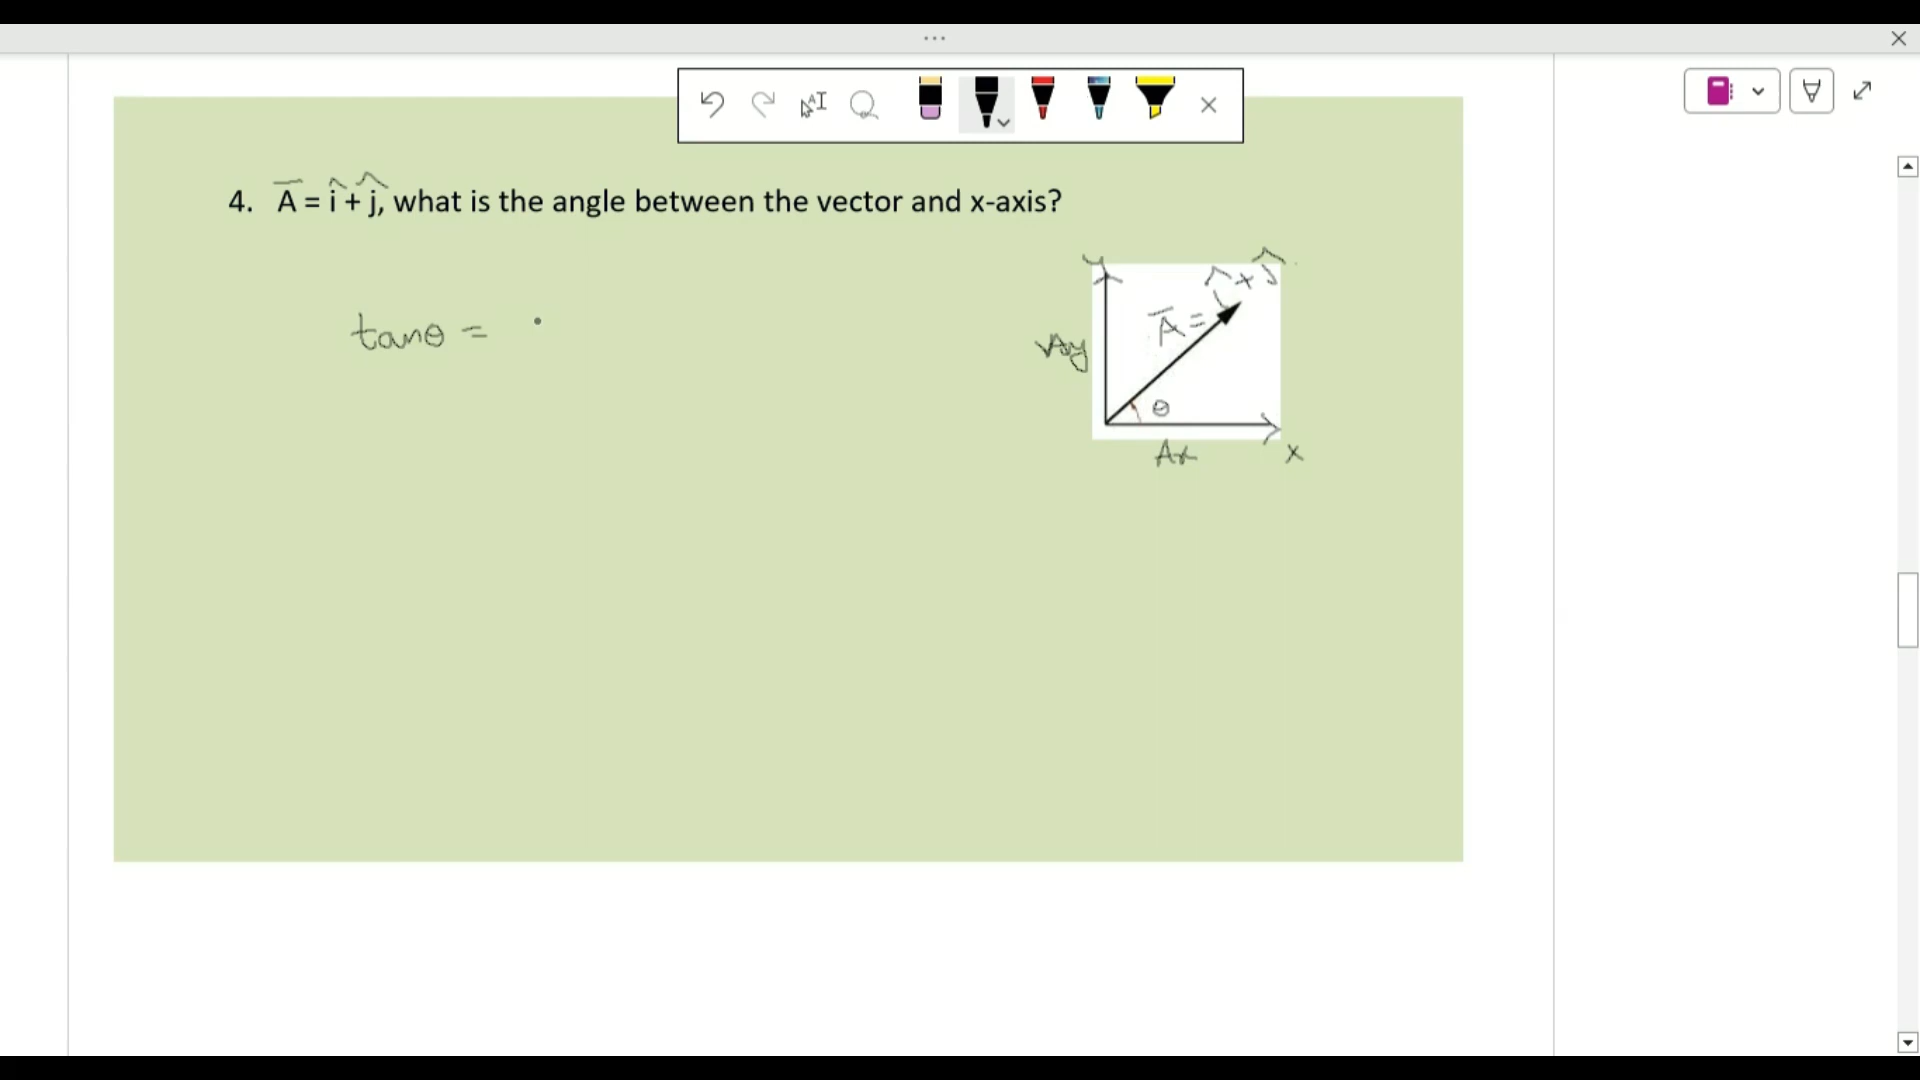 4. A̅ = î + ĵ, what is the angle between the vector and x-axis?
y
A̅ = î + ĵ
tanθ =
Ay
θ
Ax
x